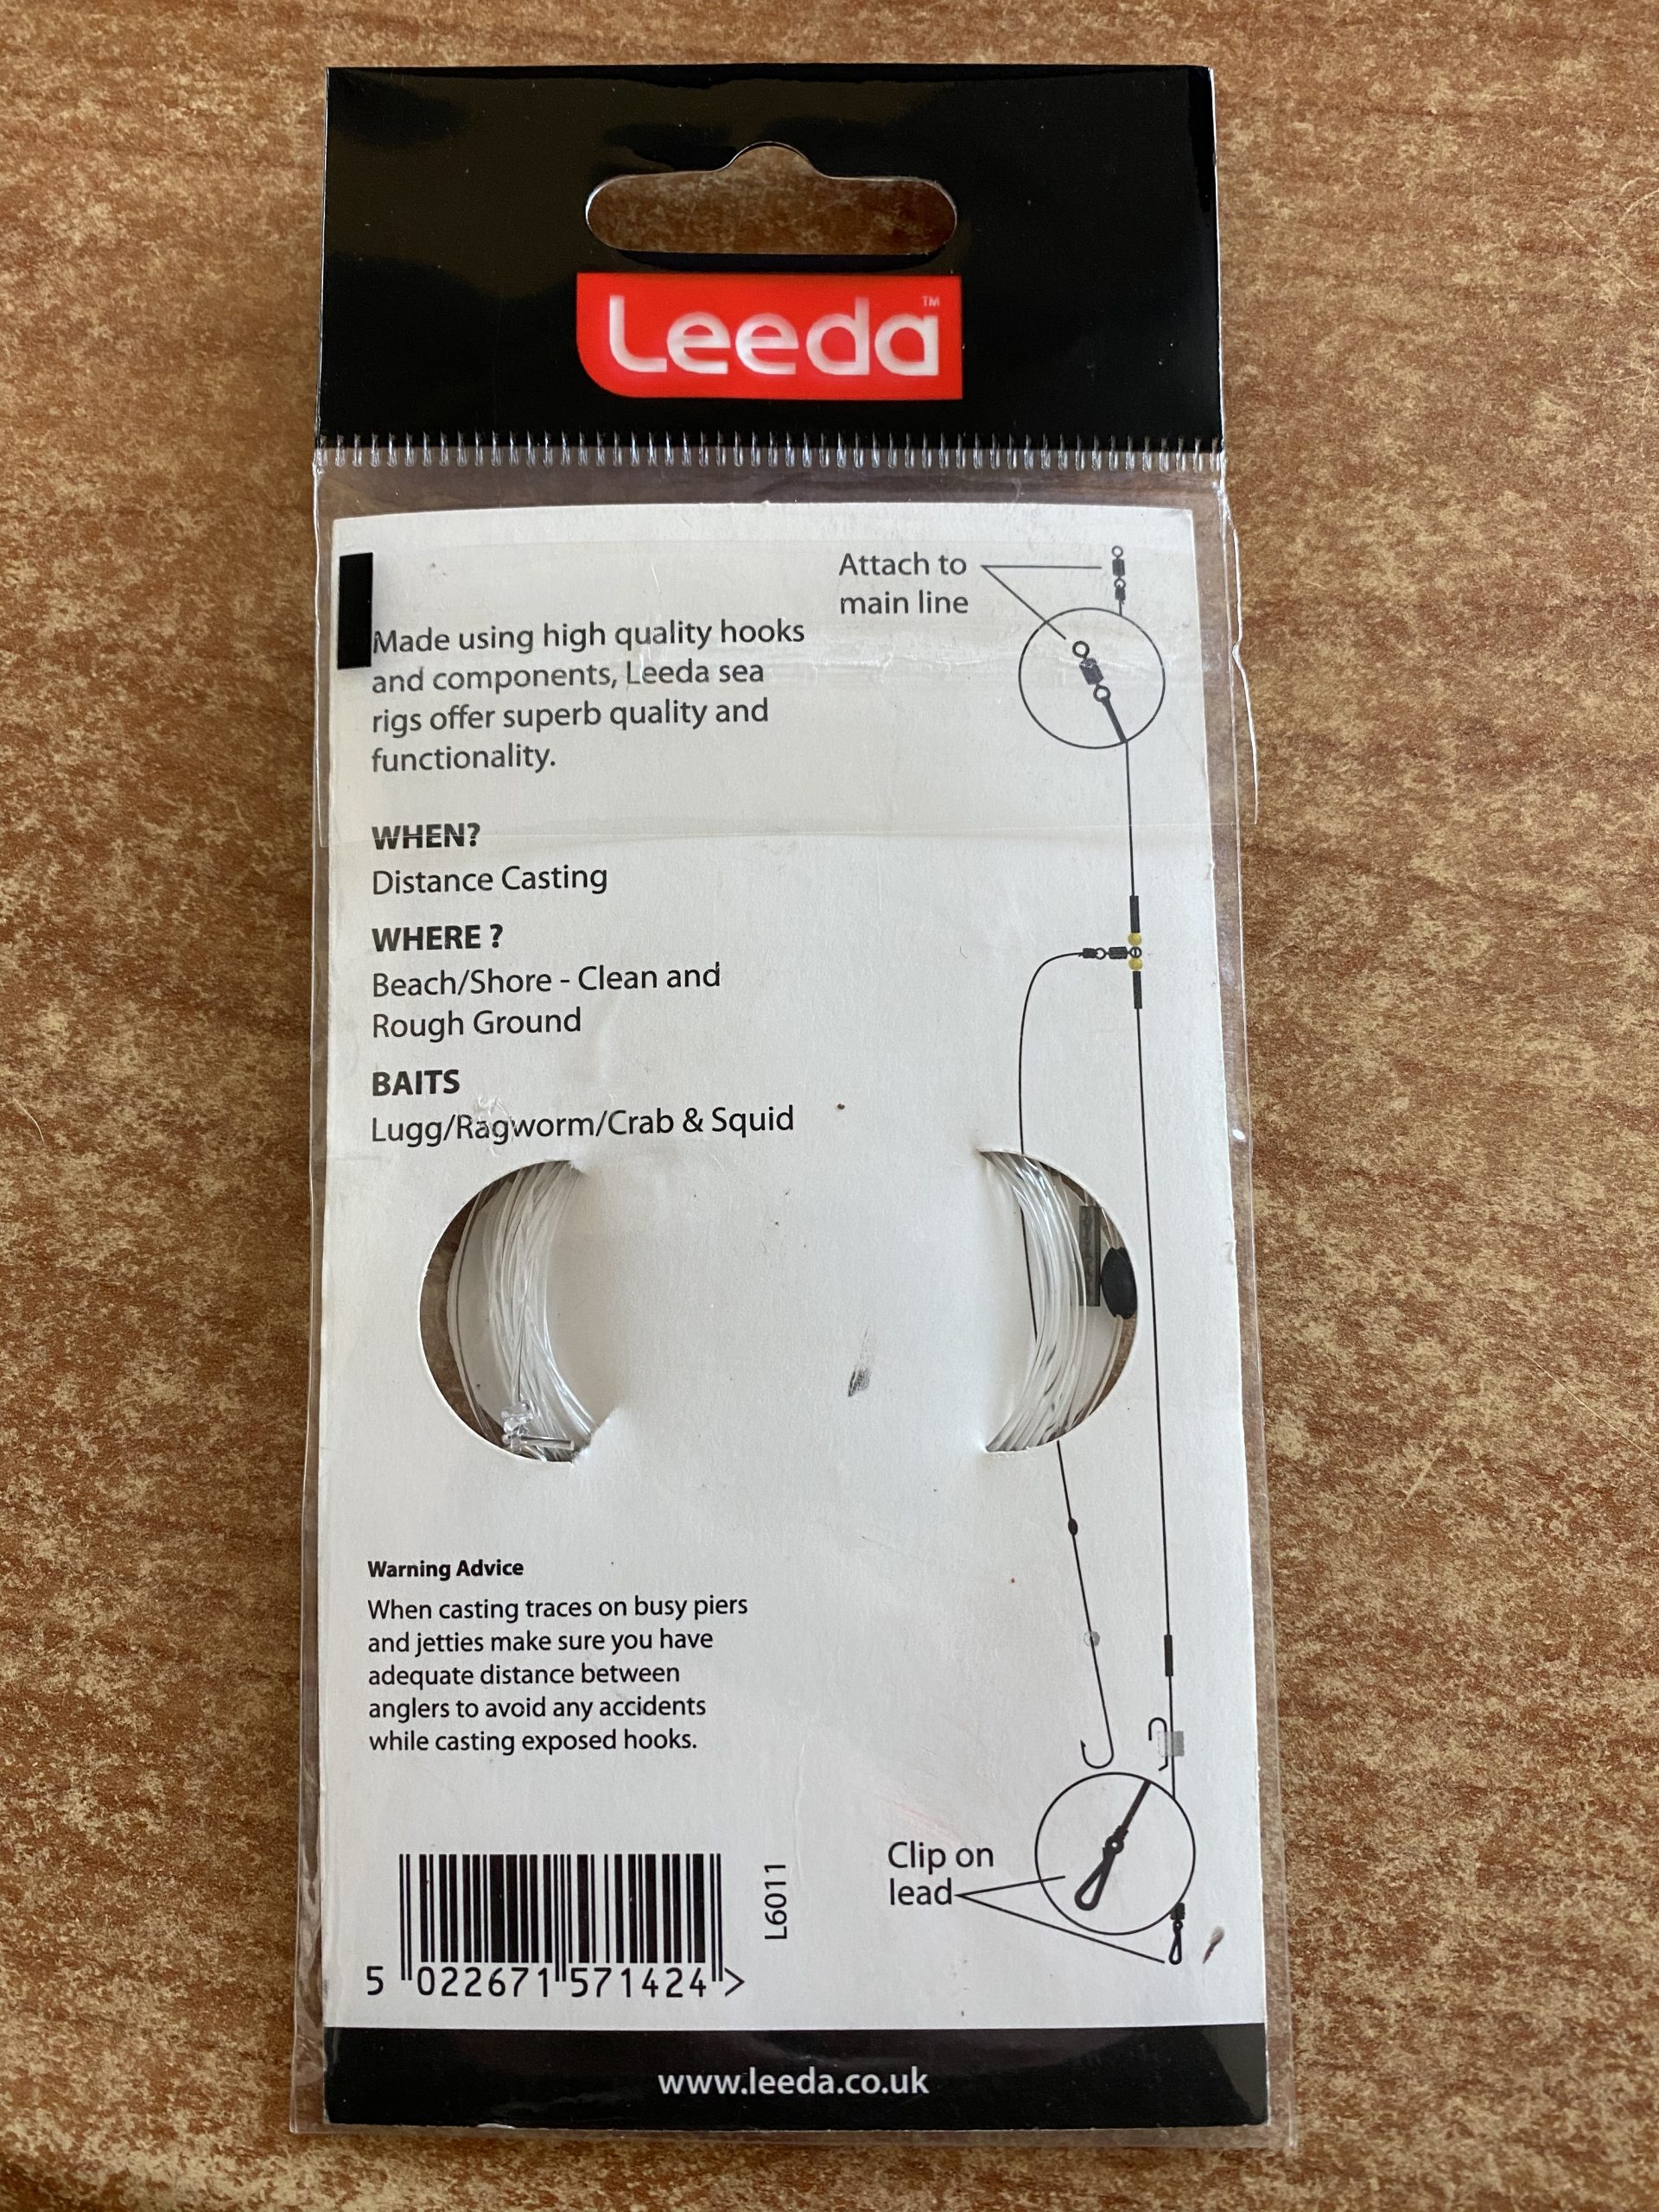 Leeda™
Attach to
main line
Made using high quality hooks
and components, Leeda sea
rigs offer superb quality and
functionality.
WHEN?
Distance Casting
WHERE ?
Beach/Shore - Clean and
Rough Ground
BAITS
Lugg/Ragworm/Crab & Squid
Warning Advice
When casting traces on busy piers
and jetties make sure you have
adequate distance between
anglers to avoid any accidents
while casting exposed hooks.
Clip on
lead
L6011
5 022671 571424 >
www.leeda.co.uk